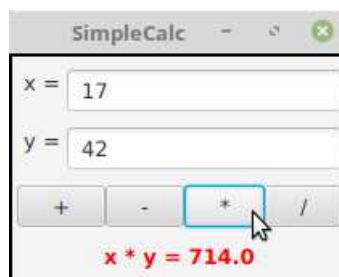 SimpleCalc
x = 17
y = 42
+ - * /
x * y = 714.0